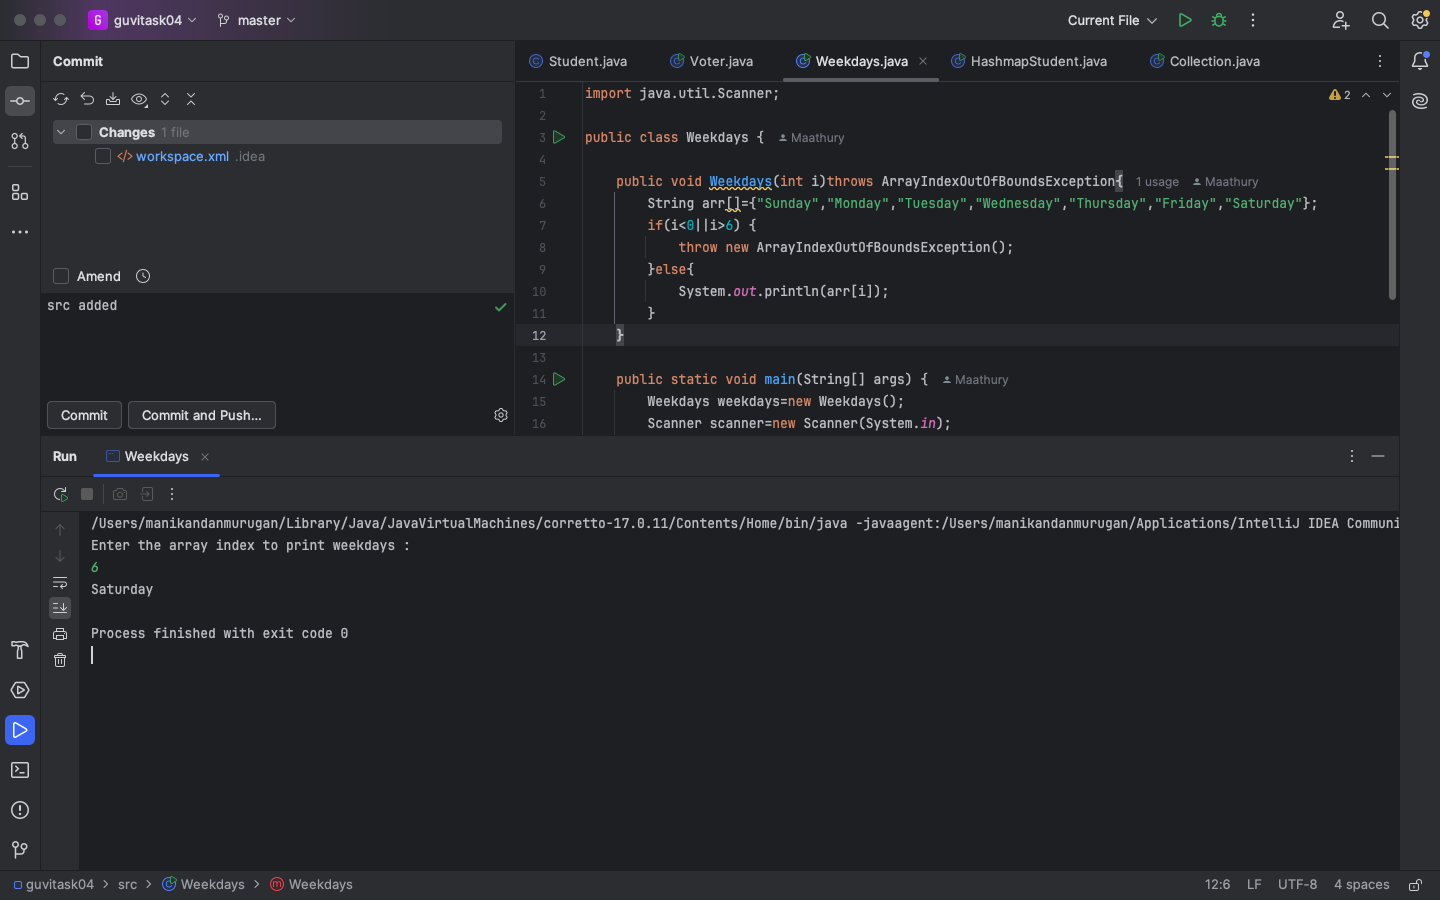 G guvitask04 master Current File
Commit
Changes 1 file
</> workspace.xml .idea
Amend
src added
Commit Commit and Push...
Student.java Voter.java Weekdays.java HashmapStudent.java Collection.java
2
1 import java.util.Scanner;
2
3 public class Weekdays { Maathury
4
5 public void Weekdays(int i)throws ArrayIndexOutOfBoundsException{ 1 usage Maathury
6 String arr[]={"Sunday","Monday","Tuesday","Wednesday","Thursday","Friday","Saturday"};
7 if(i<0||i>6) {
8 throw new ArrayIndexOutOfBoundsException();
9 }else{
10 System.out.println(arr[i]);
11 }
12 }
13
14 public static void main(String[] args) { Maathury
15 Weekdays weekdays=new Weekdays();
16 Scanner scanner=new Scanner(System.in);
Run Weekdays
/Users/manikandanmurugan/Library/Java/JavaVirtualMachines/corretto-17.0.11/Contents/Home/bin/java -javaagent:/Users/manikandanmurugan/Applications/IntelliJ IDEA Communi
Enter the array index to print weekdays :
6
Saturday
Process finished with exit code 0
guvitask04 > src > Weekdays > m Weekdays 12:6 LF UTF-8 4 spaces